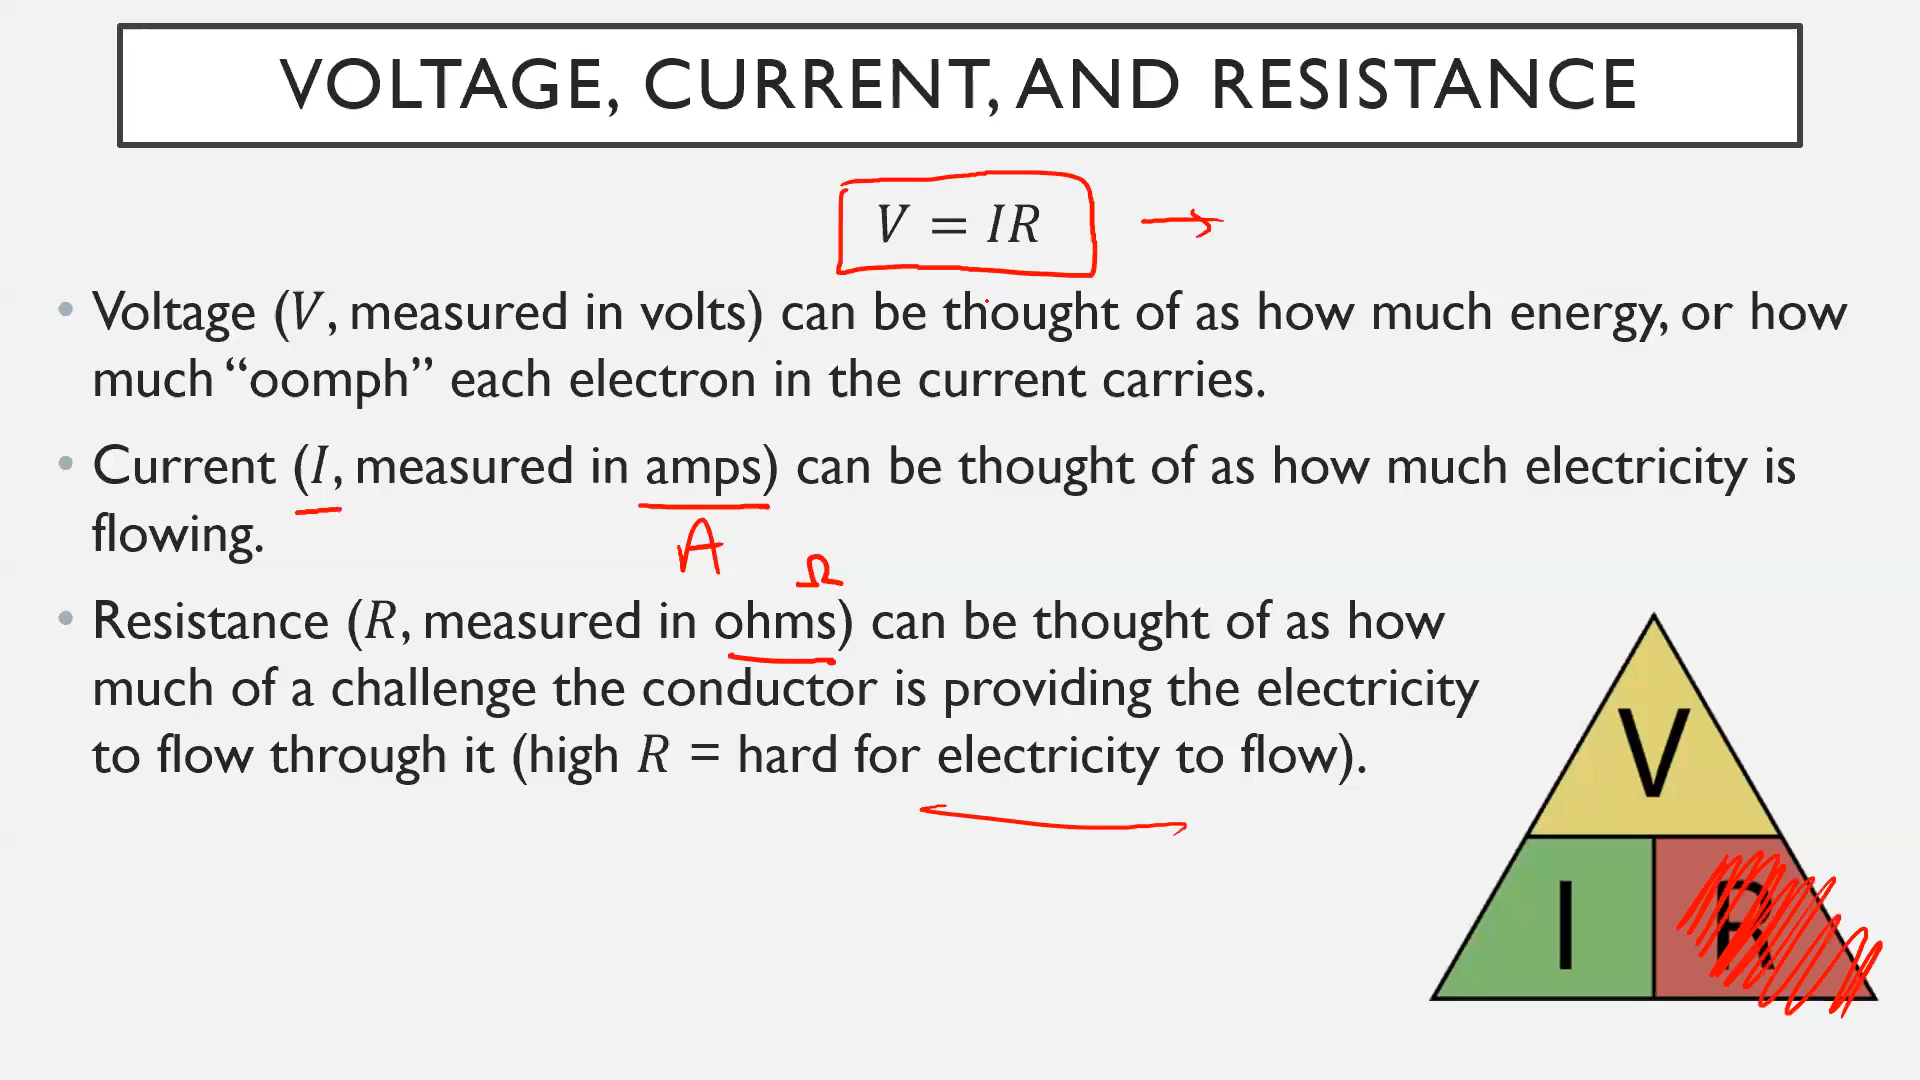 VOLTAGE, CURRENT, AND RESISTANCE
V = IR
• Voltage (V, measured in volts) can be thought of as how much energy, or how
much “oomph” each electron in the current carries.
• Current (I, measured in amps) can be thought of as how much electricity is
flowing.
A
Ω
• Resistance (R, measured in ohms) can be thought of as how
much of a challenge the conductor is providing the electricity
to flow through it (high R = hard for electricity to flow).
V
I R